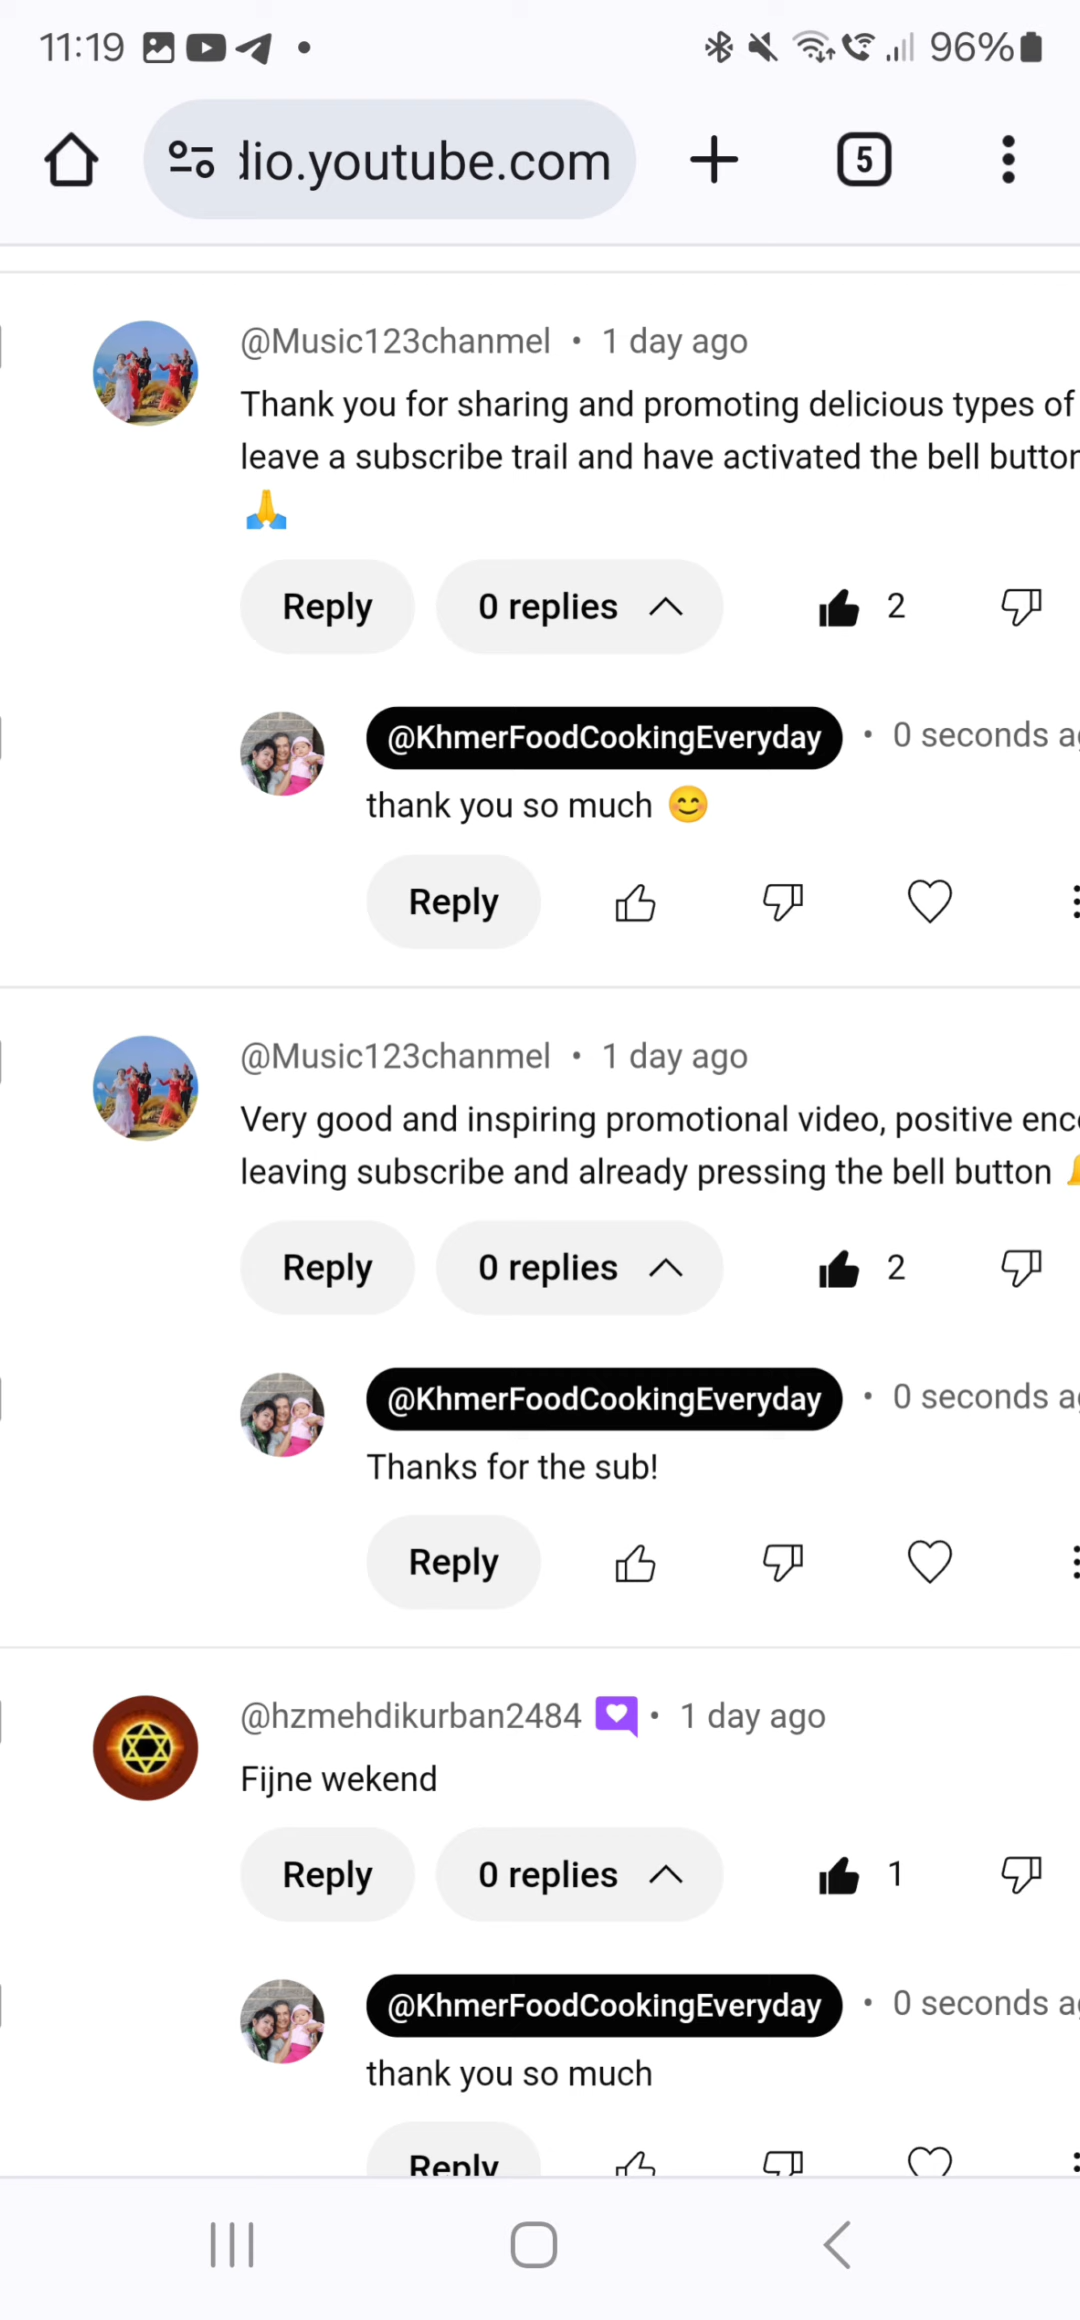 11:19
96%
dio.youtube.com
5
@Music123chanmel • 1 day ago
Thank you for sharing and promoting delicious types of
leave a subscribe trail and have activated the bell button
🙏
Reply
0 replies
2
@KhmerFoodCookingEveryday • 0 seconds
thank you so much 😊
Reply
@Music123chanmel • 1 day ago
Very good and inspiring promotional video, positive
leaving subscribe and already pressing the bell button 🔔
Reply
0 replies
2
@KhmerFoodCookingEveryday • 0 seconds
Thanks for the sub!
Reply
@hzmehdikurban2484 • 1 day ago
Fijne wekend
Reply
0 replies
1
@KhmerFoodCookingEveryday • 0 seconds
thank you so much
Reply